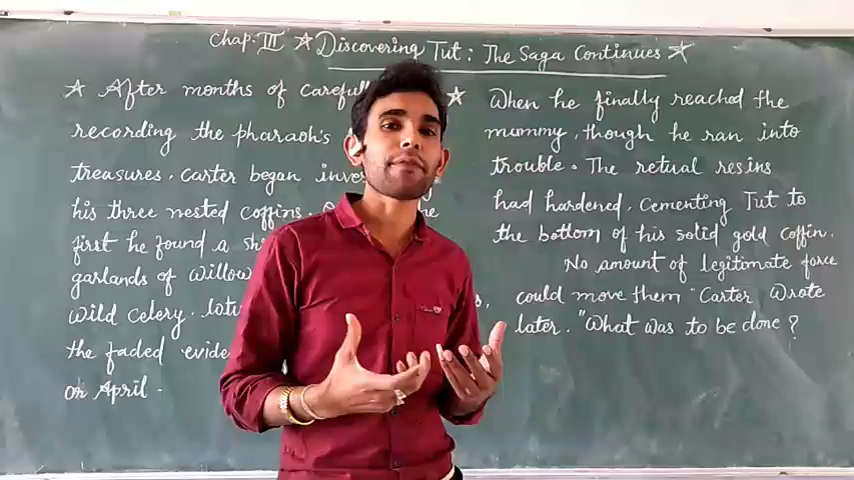 Chap. III ☆ Discovering Tut : The Saga Continues ☆
☆ After months of carefull
recording the pharaoh's
treasures. Carter began inves
his three nested coffins.
first he found a sh
garlands of willow
wild celery. lotu
the faded evide
or April -
☆ When he finally reached the
mummy, though he ran into
trouble. The retual resins
had hardened, cementing Tut to
the bottom of his solid gold coffin.
No amount of legitimate force
could move them "Carter Wrote
later. "What was to be done ?